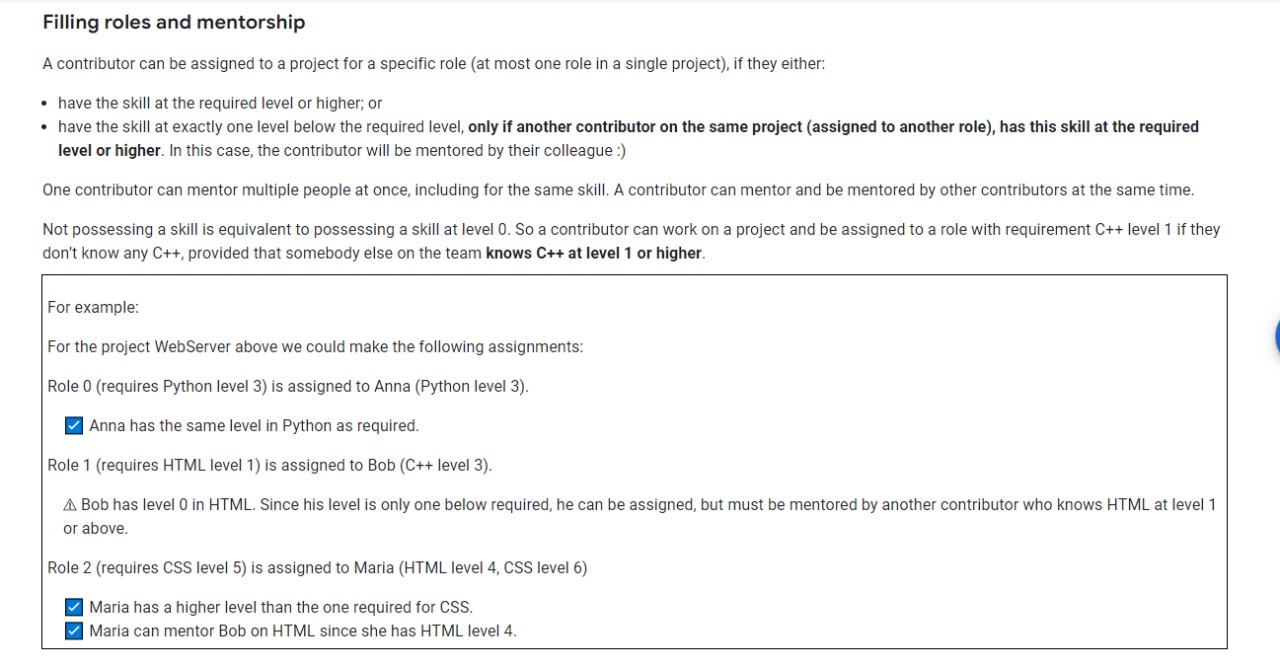 Filling roles and mentorship
A contributor can be assigned to a project for a specific role (at most one role in a single project), if they either:
• have the skill at the required level or higher; or
• have the skill at exactly one level below the required level, only if another contributor on the same project (assigned to another role), has this skill at the required
level or higher. In this case, the contributor will be mentored by their colleague :)
One contributor can mentor multiple people at once, including for the same skill. A contributor can mentor and be mentored by other contributors at the same time.
Not possessing a skill is equivalent to possessing a skill at level 0. So a contributor can work on a project and be assigned to a role with requirement C++ level 1 if they
don't know any C++, provided that somebody else on the team knows C++ at level 1 or higher.
For example:
For the project WebServer above we could make the following assignments:
Role 0 (requires Python level 3) is assigned to Anna (Python level 3).
☑ Anna has the same level in Python as required.
Role 1 (requires HTML level 1) is assigned to Bob (C++ level 3).
⚠ Bob has level 0 in HTML. Since his level is only one below required, he can be assigned, but must be mentored by another contributor who knows HTML at level 1
or above.
Role 2 (requires CSS level 5) is assigned to Maria (HTML level 4, CSS level 6)
☑ Maria has a higher level than the one required for CSS.
☑ Maria can mentor Bob on HTML since she has HTML level 4.